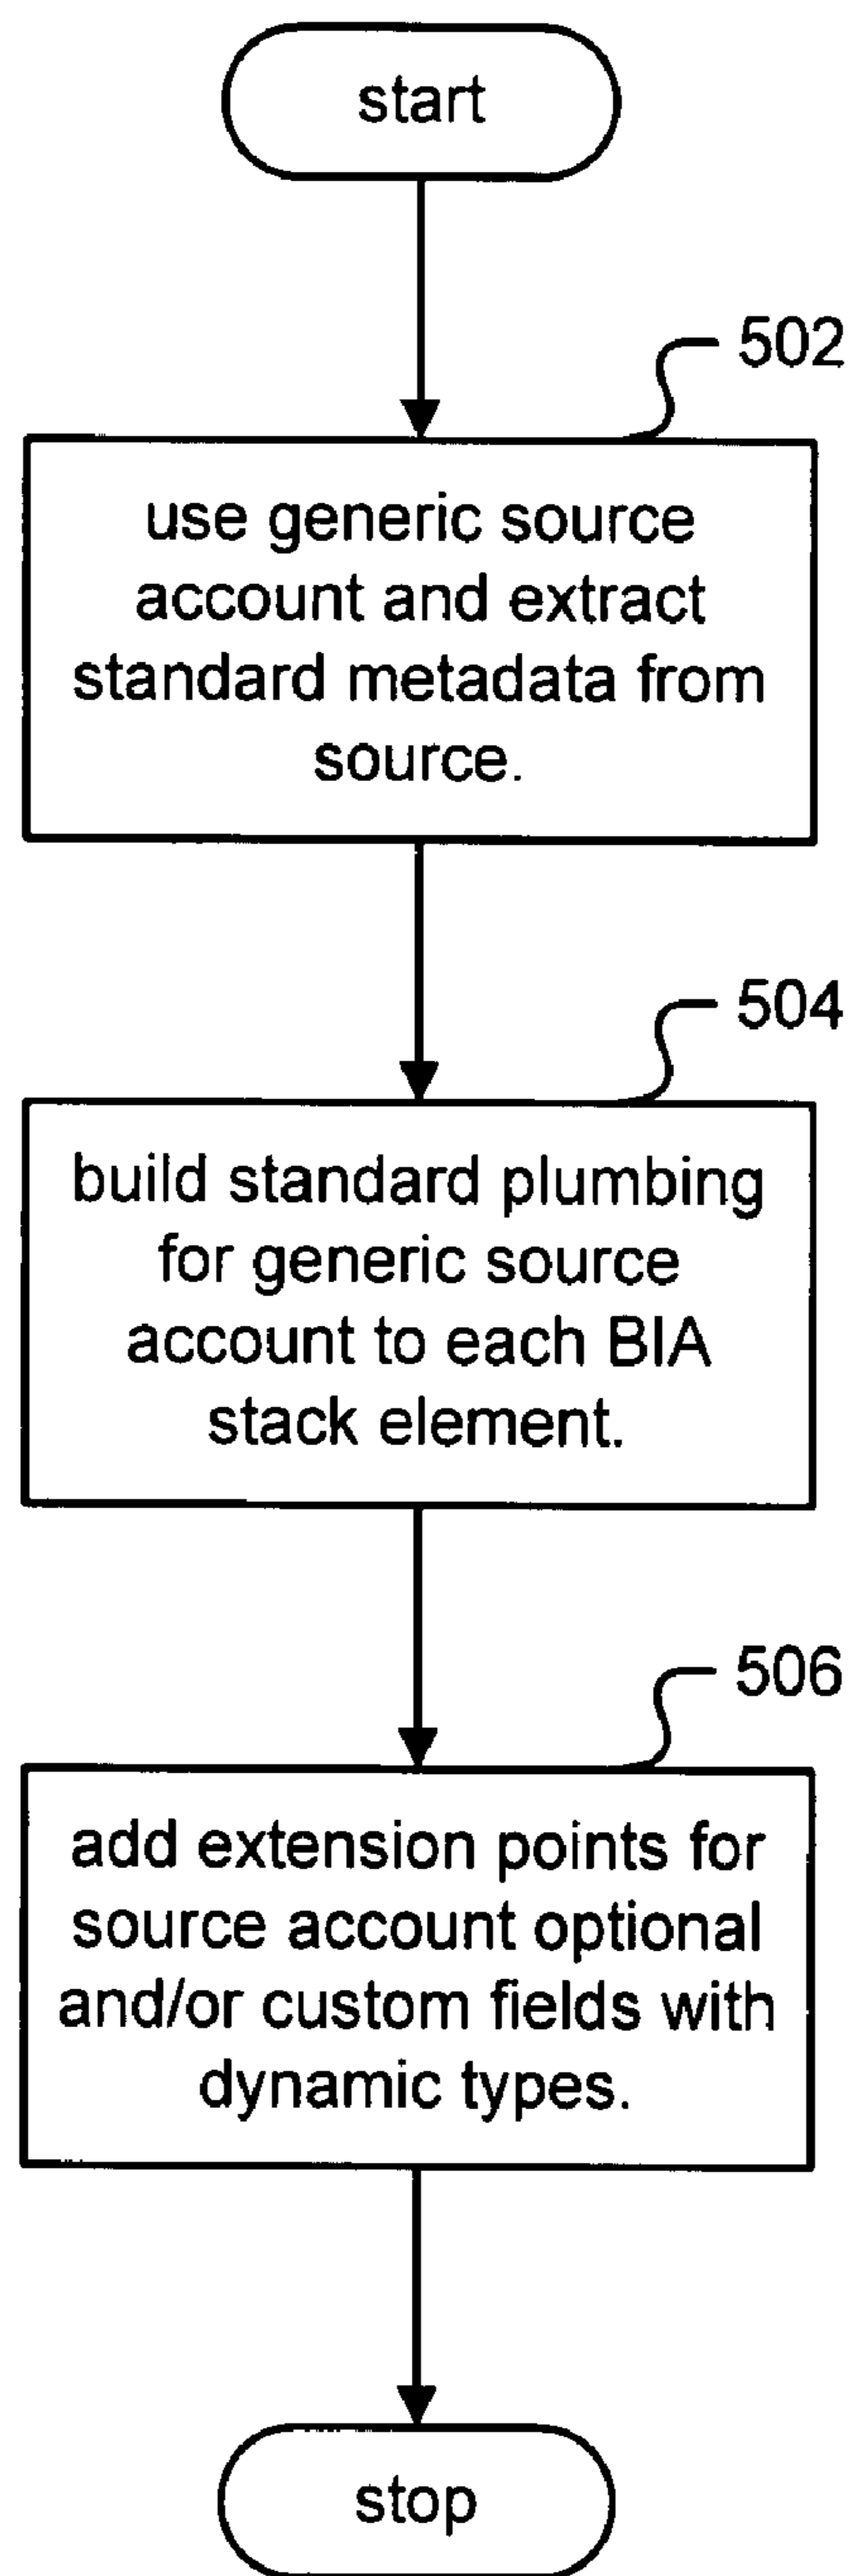 start
502
use generic source
account and extract
standard metadata from
source.
504
build standard plumbing
for generic source
account to each BIA
stack element.
506
add extension points for
source account optional
and/or custom fields with
dynamic types.
stop